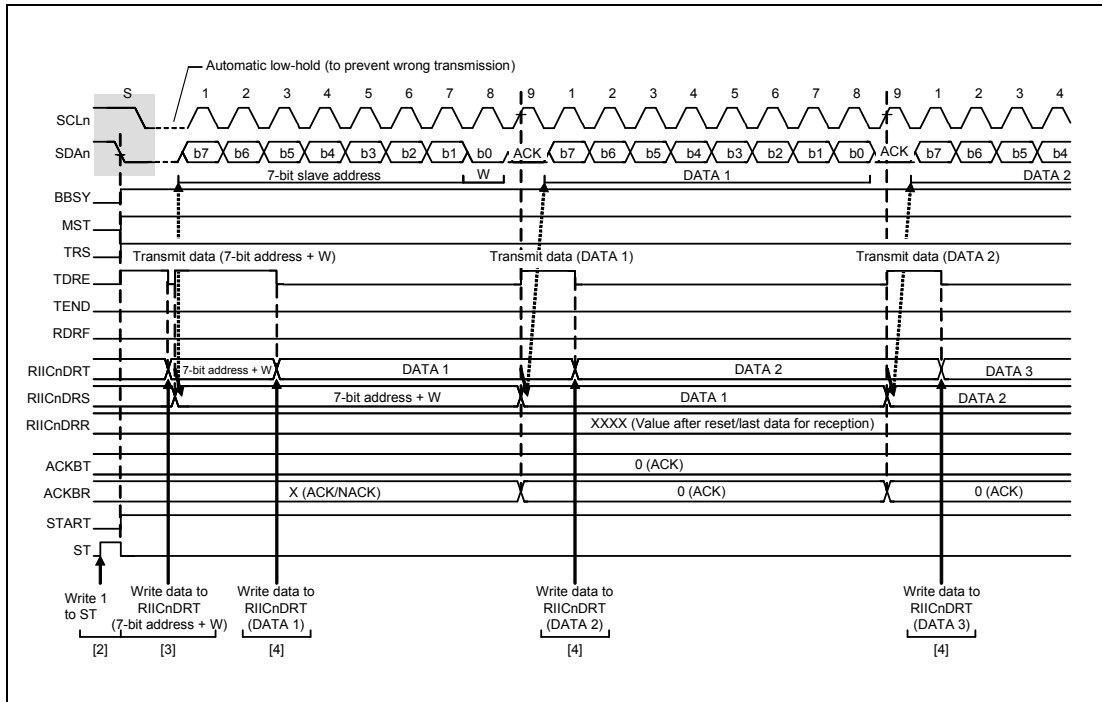 Automatic low-hold (to prevent wrong transmission)
S 1 2 3 4 5 6 7 8 9 1 2 3 4 5 6 7 8 9 1 2 3 4
SCLn
SDAn b7 b6 b5 b4 b3 b2 b1 b0 ACK b7 b6 b5 b4 b3 b2 b1 b0 ACK b7 b6 b5 b4
7-bit slave address W DATA 1 DATA 2
BBSY
MST
TRS
Transmit data (7-bit address + W) Transmit data (DATA 1) Transmit data (DATA 2)
TDRE
TEND
RDRF
RIICnDRT 7-bit address + W DATA 1 DATA 2 DATA 3
RIICnDRS 7-bit address + W DATA 1 DATA 2
RIICnDRR XXXX (Value after reset/last data for reception)
ACKBT 0 (ACK)
ACKBR X (ACK/NACK) 0 (ACK) 0 (ACK)
START
ST
Write 1
to ST
[2]
Write data to
RIICnDRT
(7-bit address + W)
[3]
Write data to
RIICnDRT
(DATA 1)
[4]
Write data to
RIICnDRT
(DATA 2)
[4]
Write data to
RIICnDRT
(DATA 3)
[4]